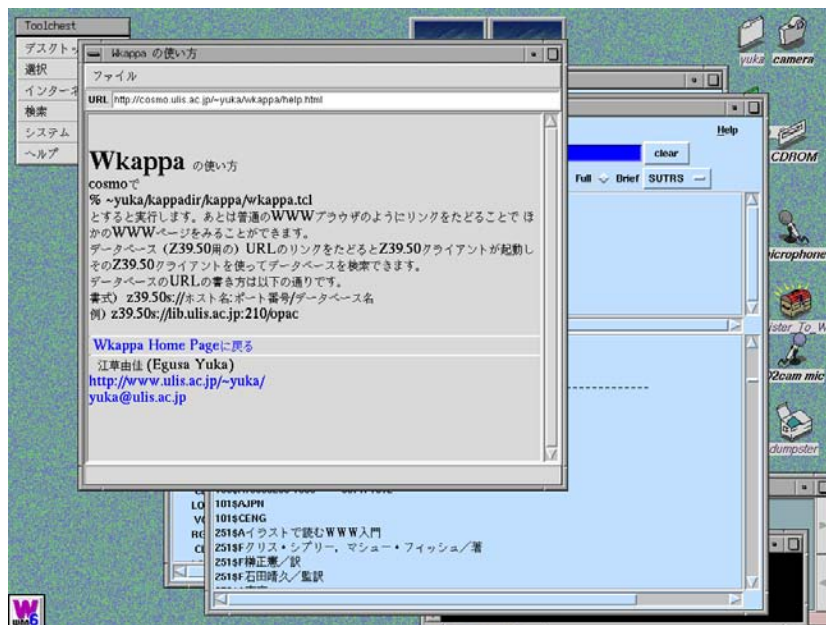 Toolchest
デスクトッ
選択
インターネ
検索
システム
ヘルプ
Wkappa の使い方
ファイル
URL http://cosmo.ulis.ac.jp/~yuka/wkappa/help.html
Wkappa の使い方
cosmoで
% ~yuka/kappadir/kappa/wkappa.tcl
とすると実行します。あとは普通のWWWブラウザのようにリンクをたどることで ほ
かのWWWページをみることができます。
データベース（Z39.50用の）URLのリンクをたどるとZ39.50クライアントが起動し
そのZ39.50クライアントを使ってデータベースを検索できます。
データベースのURLの書き方は以下の通りです。
書式）z39.50s://ホスト名:ポート番号/データベース名
例) z39.50s://lib.ulis.ac.jp:210/opac
Wkappa Home Pageに戻る
江草由佳 (Egusa Yuka)
http://www.ulis.ac.jp/~yuka/
yuka@ulis.ac.jp
Help
clear
Full Brief SUTRS
LO 101$AJPN
VO 101$CENG
RG 251$Aイラストで読むWWW入門
CL 251$Fクリス・シプリー，マシュー・フィッシュ／著
251$F榊正憲／訳
251$F石田晴久／監訳
yuka
camera
CDROM
icrophone
ister_To_W
02cam mic
dumpster